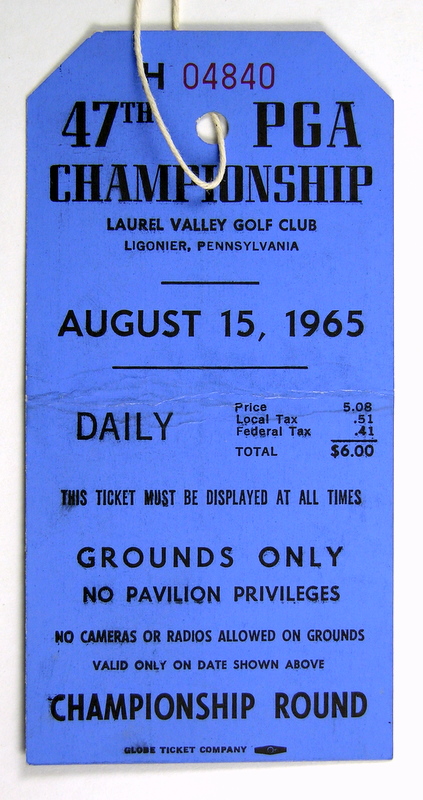 H 04840
47TH PGA
CHAMPIONSHIP
LAUREL VALLEY GOLF CLUB
LIGONIER, PENNSYLVANIA
AUGUST 15, 1965
DAILY
Price 5.08
Local Tax .51
Federal Tax .41
TOTAL $6.00
THIS TICKET MUST BE DISPLAYED AT ALL TIMES
GROUNDS ONLY
NO PAVILION PRIVILEGES
NO CAMERAS OR RADIOS ALLOWED ON GROUNDS
VALID ONLY ON DATE SHOWN ABOVE
CHAMPIONSHIP ROUND
GLOBE TICKET COMPANY